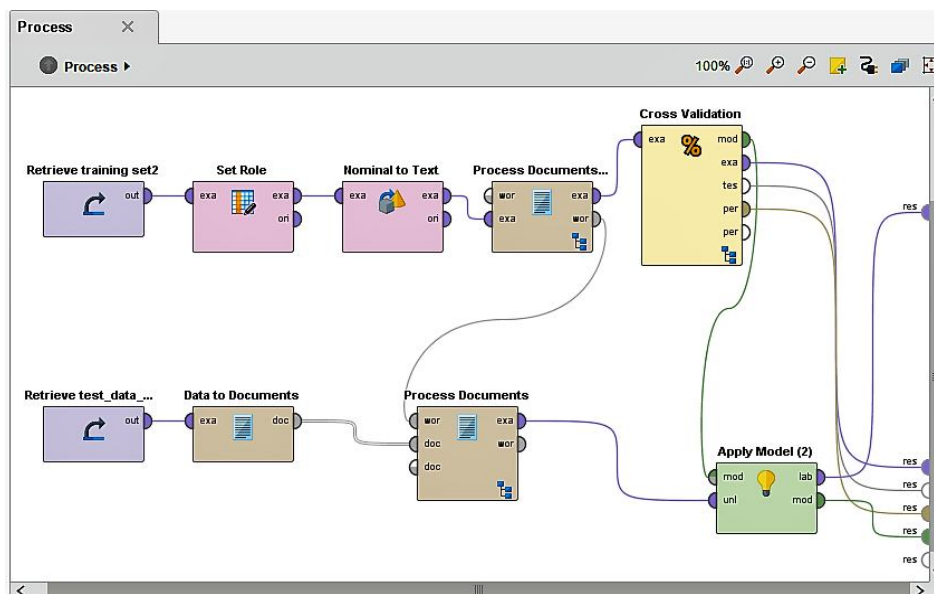 Process
Process
100%
Cross Validation
exa mod
exa
tes
per
per
Retrieve training set2
out
Set Role
exa exa
ori
Nominal to Text
exa exa
ori
Process Documents...
wor exa
exa wor
res
Retrieve test_data_...
out
Data to Documents
exa doc
Process Documents
wor exa
doc wor
doc
Apply Model (2)
mod lab
unl mod
res
res
res
res
res